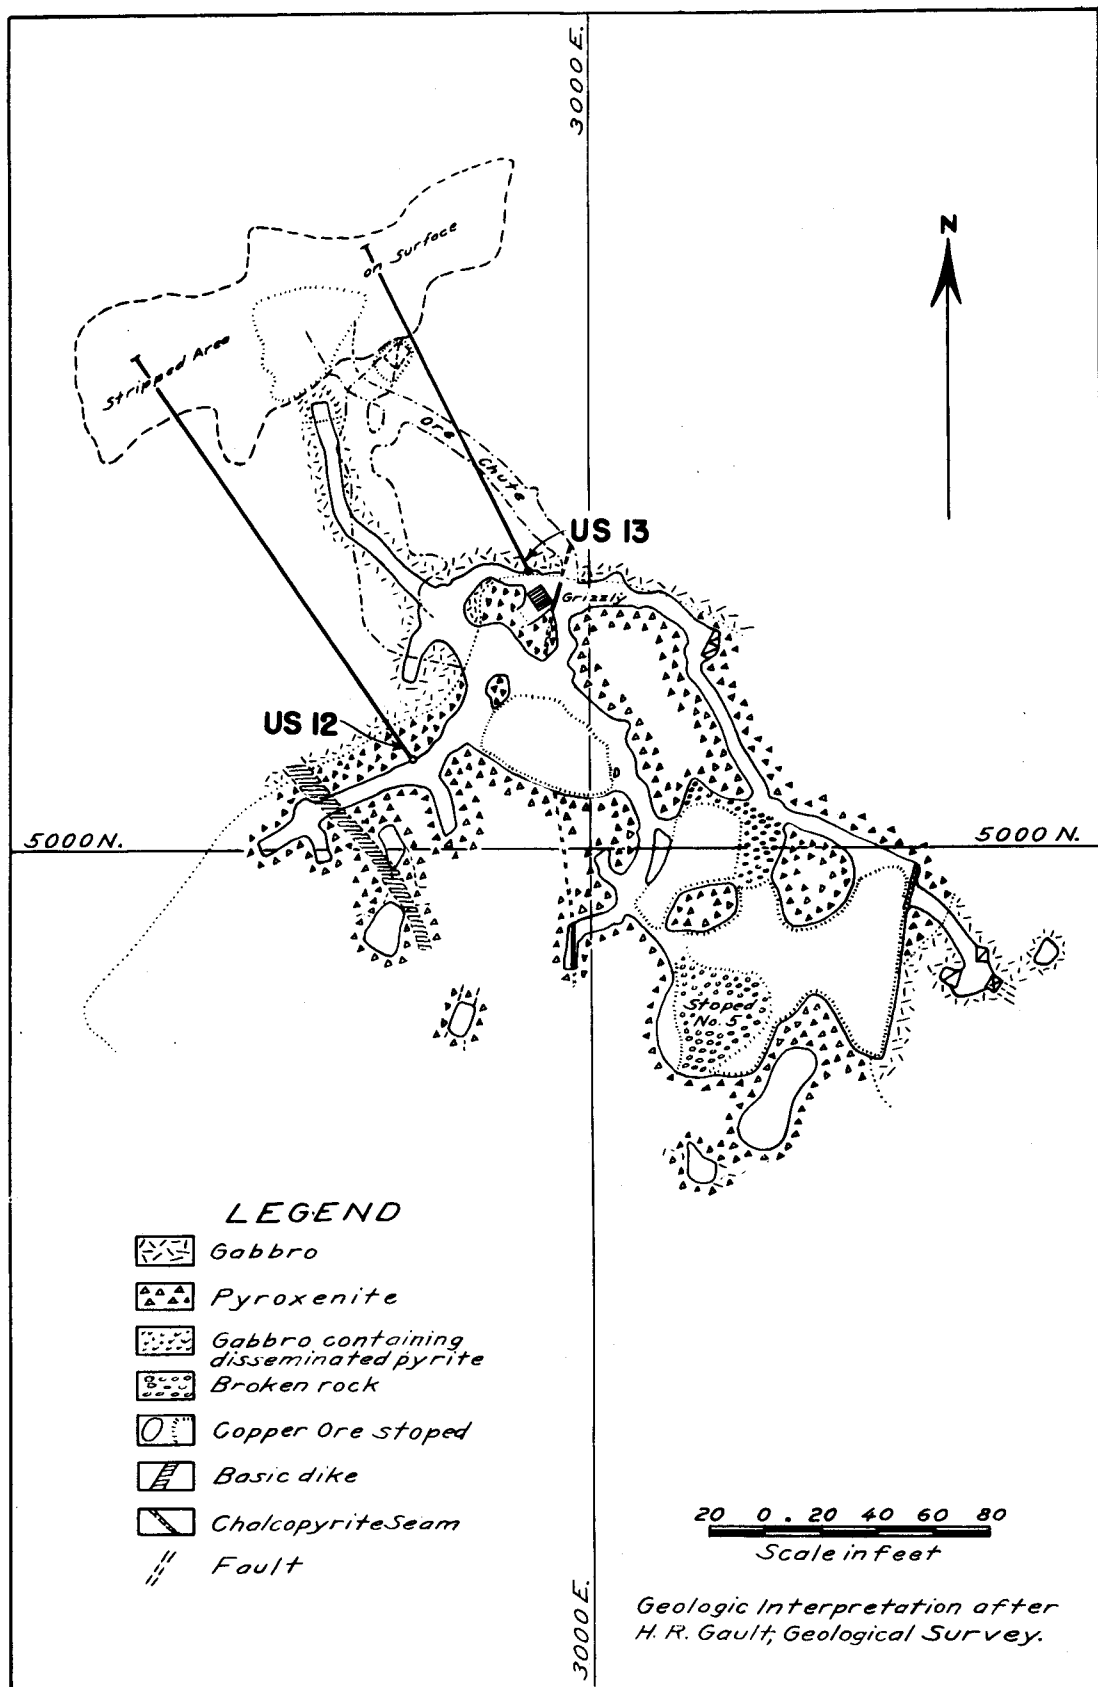 3000 E.
N
on Surface
Stripped Area
Ore Chute
US 13
Grizzly
US 12
5000 N.
5000 N.
Stoped
No. 5
LEGEND
Gabbro
Pyroxenite
Gabbro containing
disseminated pyrite
Broken rock
Copper Ore stoped
Basic dike
Chalcopyrite Seam
Fault
20 0 . 20 40 60 80
Scale in feet
3000 E.
Geologic Interpretation after
H. R. Gault, Geological Survey.